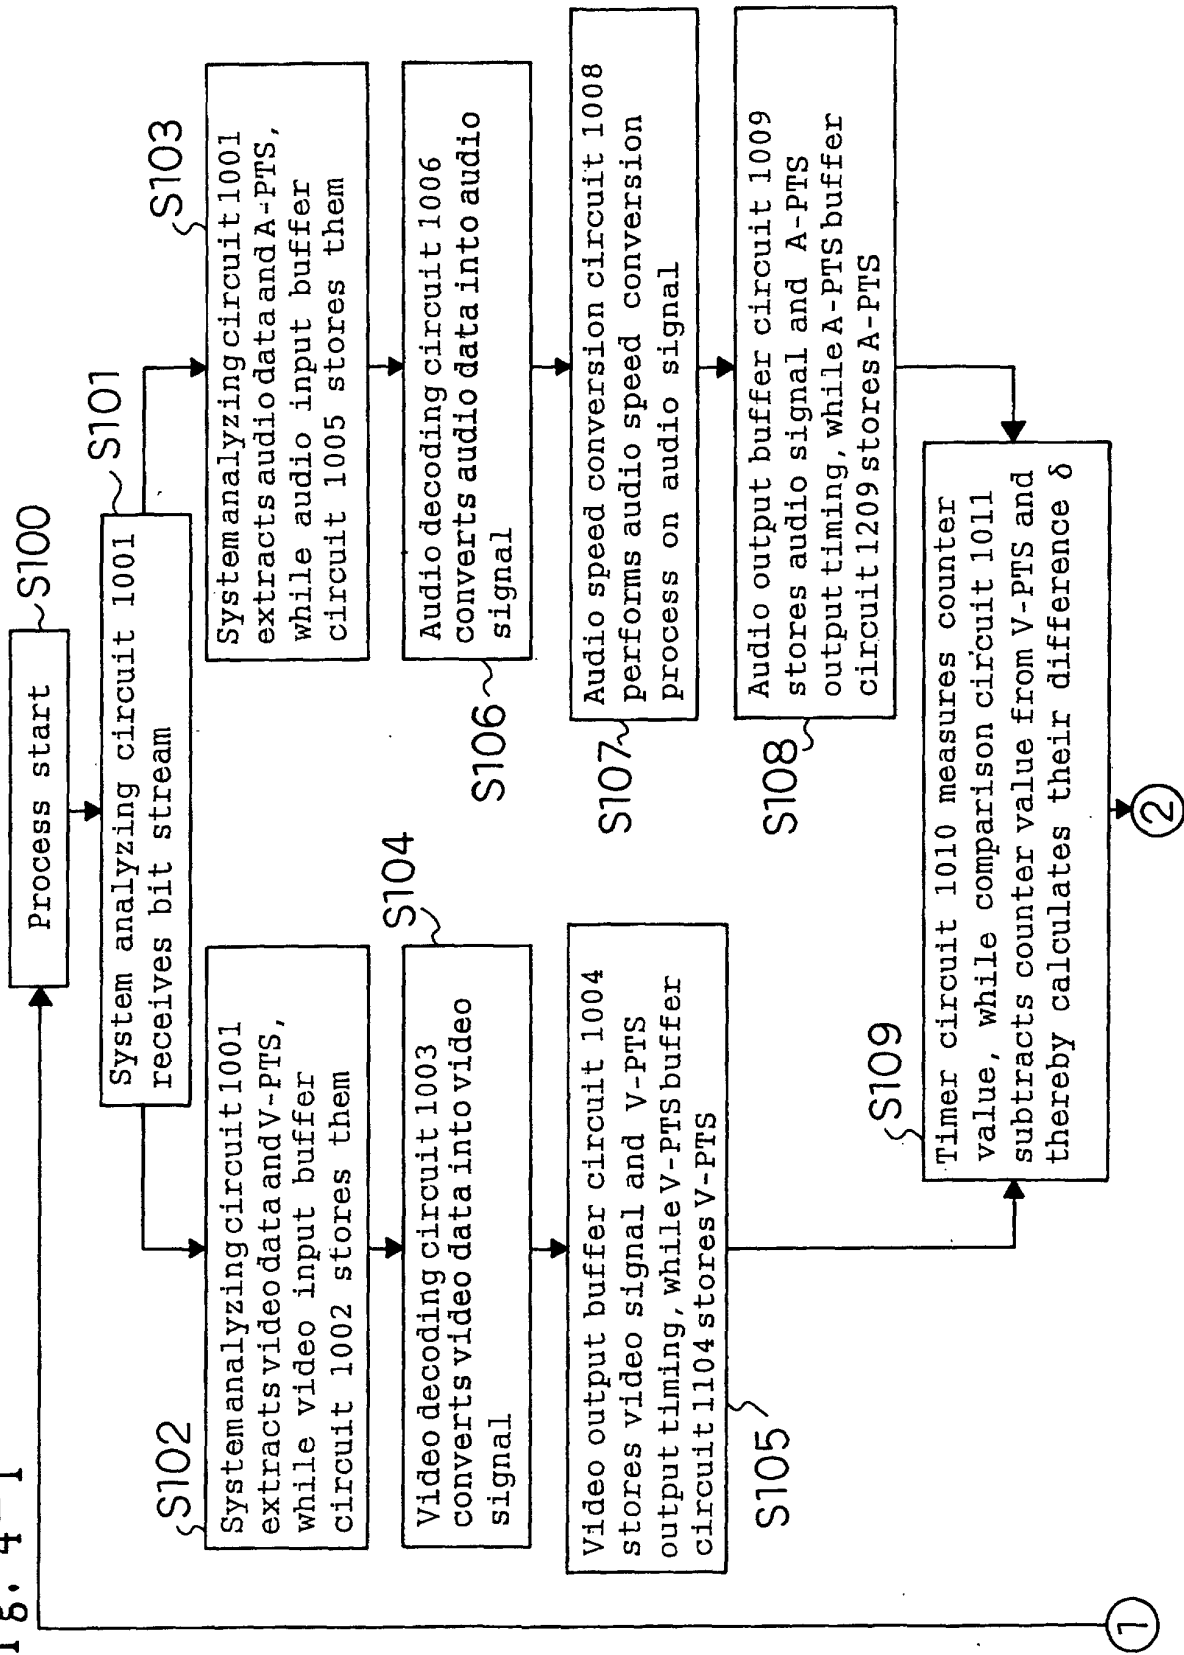 Fig. 4-1
Process start
S100
System analyzing circuit 1001
receives bit stream
S101
S102
System analyzing circuit 1001
extracts video data and V-PTS,
while video input buffer
circuit 1002 stores them
S103
System analyzing circuit 1001
extracts audio data and A-PTS,
while audio input buffer
circuit 1005 stores them
S104
Video decoding circuit 1003
converts video data into video
signal
S106
Audio decoding circuit 1006
converts audio data into audio
signal
Video output buffer circuit 1004
stores video signal and V-PTS
output timing, while V-PTS buffer
circuit 1104 stores V-PTS
S105
S107
Audio speed conversion circuit 1008
performs audio speed conversion
process on audio signal
S108
Audio output buffer circuit 1009
stores audio signal and A-PTS
output timing, while A-PTS buffer
circuit 1209 stores A-PTS
S109
Timer circuit 1010 measures counter
value, while comparison circuit 1011
subtracts counter value from V-PTS and
thereby calculates their difference δ
1
2